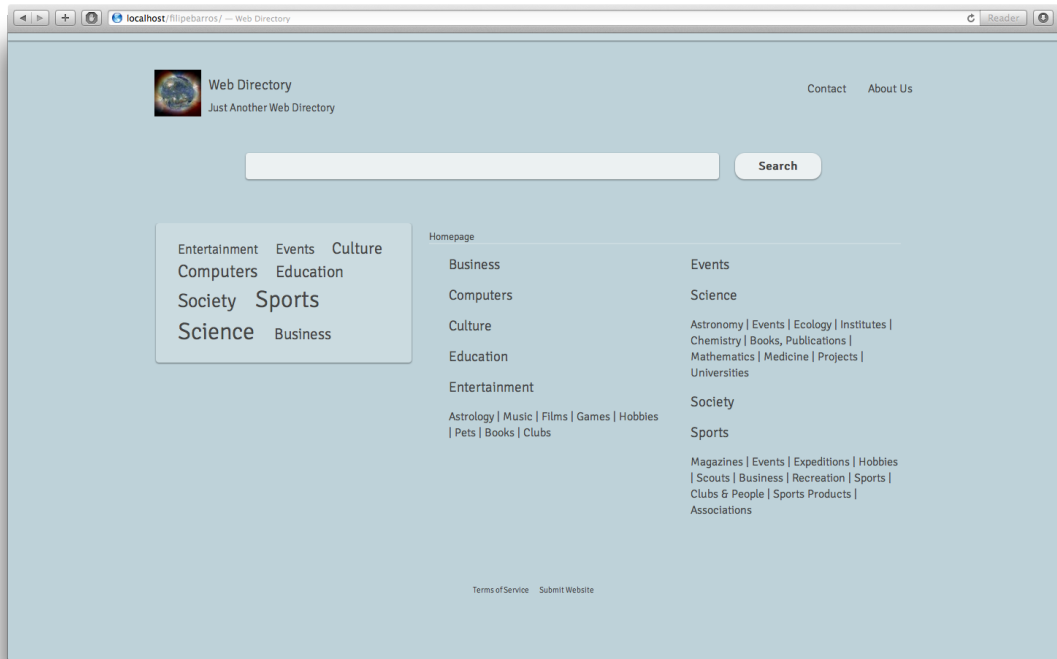 localhost/filipebarros/ — Web Directory
Reader
Web Directory
Just Another Web Directory
Contact About Us
Search
Entertainment Events Culture
Computers Education
Society Sports
Science Business
Homepage
Business
Computers
Culture
Education
Entertainment
Astrology | Music | Films | Games | Hobbies
| Pets | Books | Clubs
Events
Science
Astronomy | Events | Ecology | Institutes |
Chemistry | Books, Publications |
Mathematics | Medicine | Projects |
Universities
Society
Sports
Magazines | Events | Expeditions | Hobbies
| Scouts | Business | Recreation | Sports |
Clubs & People | Sports Products |
Associations
Terms of Service Submit Website